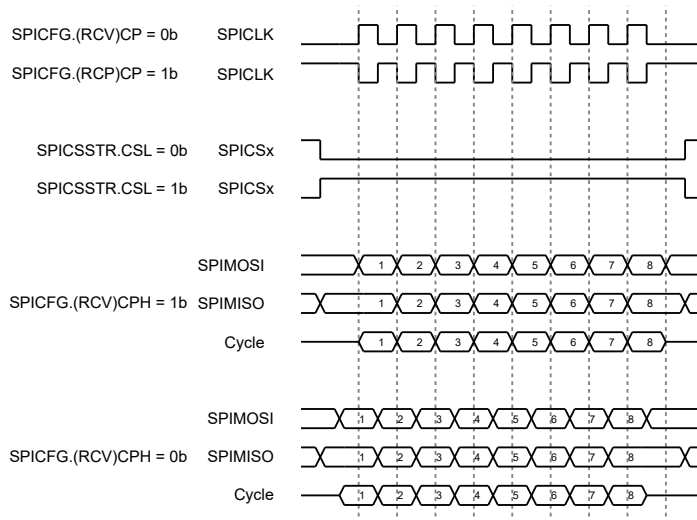 SPICFG.(RCV)CP = 0b SPICLK
SPICFG.(RCP)CP = 1b SPICLK
SPICSSTR.CSL = 0b SPICSx
SPICSSTR.CSL = 1b SPICSx
SPIMOSI 1 2 3 4 5 6 7 8
SPICFG.(RCV)CPH = 1b SPIMISO 1 2 3 4 5 6 7 8
Cycle 1 2 3 4 5 6 7 8
SPIMOSI 1 2 3 4 5 6 7 8
SPICFG.(RCV)CPH = 0b SPIMISO 1 2 3 4 5 6 7 8
Cycle 1 2 3 4 5 6 7 8